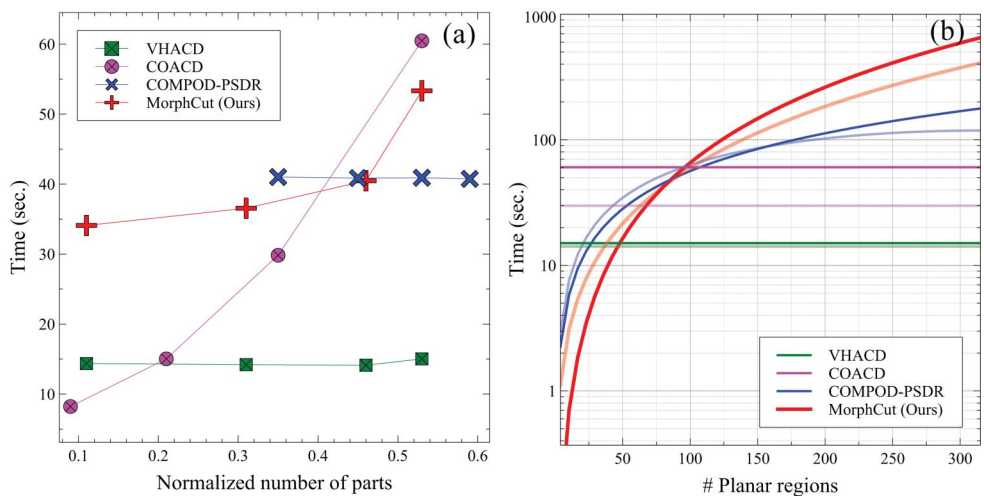 (a)
VHACD
COACD
COMPOD-PSDR
MorphCut (Ours)
60
50
40
30
20
10
Time (sec.)
0.1 0.2 0.3 0.4 0.5 0.6
Normalized number of parts
(b)
1000
100
10
1
Time (sec.)
VHACD
COACD
COMPOD-PSDR
MorphCut (Ours)
50 100 150 200 250 300
# Planar regions